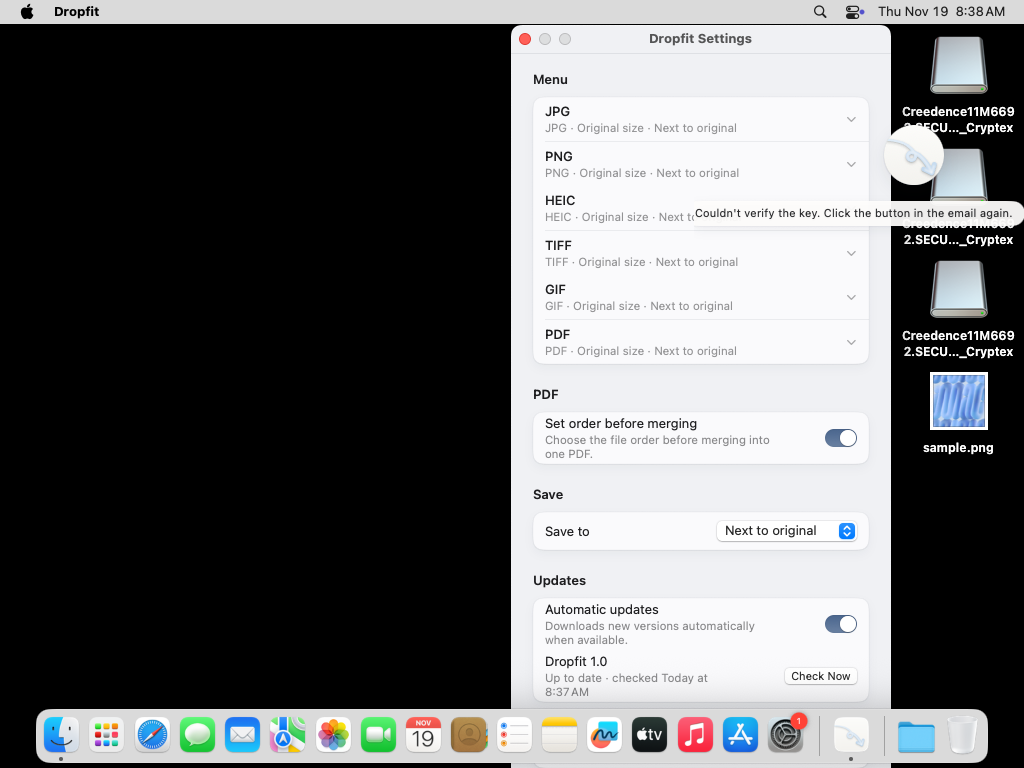 Dropfit
Thu Nov 19 8:38 AM
Dropfit Settings
Menu
JPG
JPG · Original size · Next to original
PNG
PNG · Original size · Next to original
HEIC
HEIC · Original size · Next to
TIFF
TIFF · Original size · Next to original
GIF
GIF · Original size · Next to original
PDF
PDF · Original size · Next to original
PDF
Set order before merging
Choose the file order before merging into
one PDF.
Save
Save to
Next to original
Updates
Automatic updates
Downloads new versions automatically
when available.
Dropfit 1.0
Up to date · checked Today at
8:37 AM
Check Now
Creedence11M669
2.SECU..._Cryptex
Couldn't verify the key. Click the button in the email again.
2.SECU..._Cryptex
Creedence11M669
2.SECU..._Cryptex
sample.png
NOV
19
tv
1